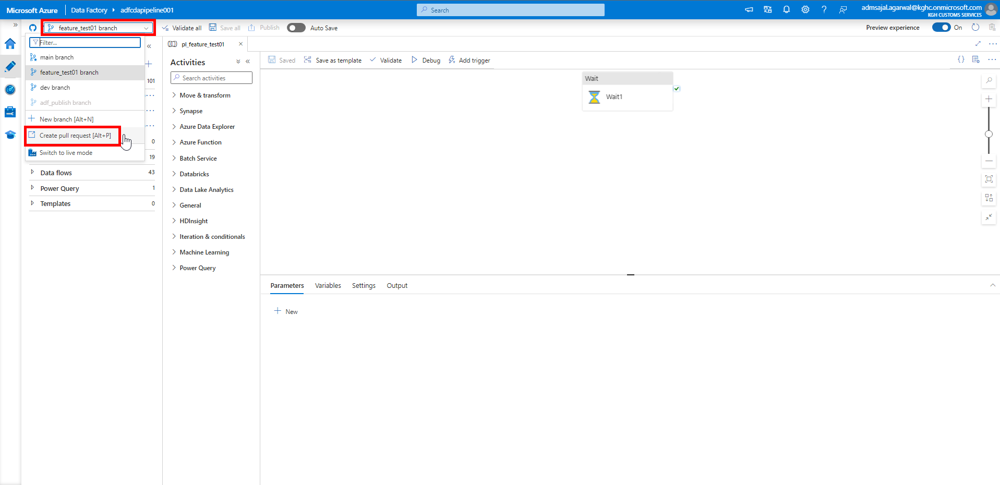 Microsoft Azure
Data Factory
adfcdapipeline001
Search
admsajal.agarwal@kghc.onmicrosoft.com
KGH CUSTOMS SERVICES
feature_test01 branch
Validate all
Save all
Publish
Auto Save
Preview experience
On
Filter...
main branch
feature_test01 branch
dev branch
adf_publish branch
New branch [Alt+N]
Create pull request [Alt+P]
Switch to live mode
101
0
19
Data flows 43
Power Query 1
Templates 0
pl_feature_test01
Activities
Search activities
Move & transform
Synapse
Azure Data Explorer
Azure Function
Batch Service
Databricks
Data Lake Analytics
General
HDInsight
Iteration & conditionals
Machine Learning
Power Query
Saved
Save as template
Validate
Debug
Add trigger
{}
Wait
Wait1
Parameters
Variables
Settings
Output
New